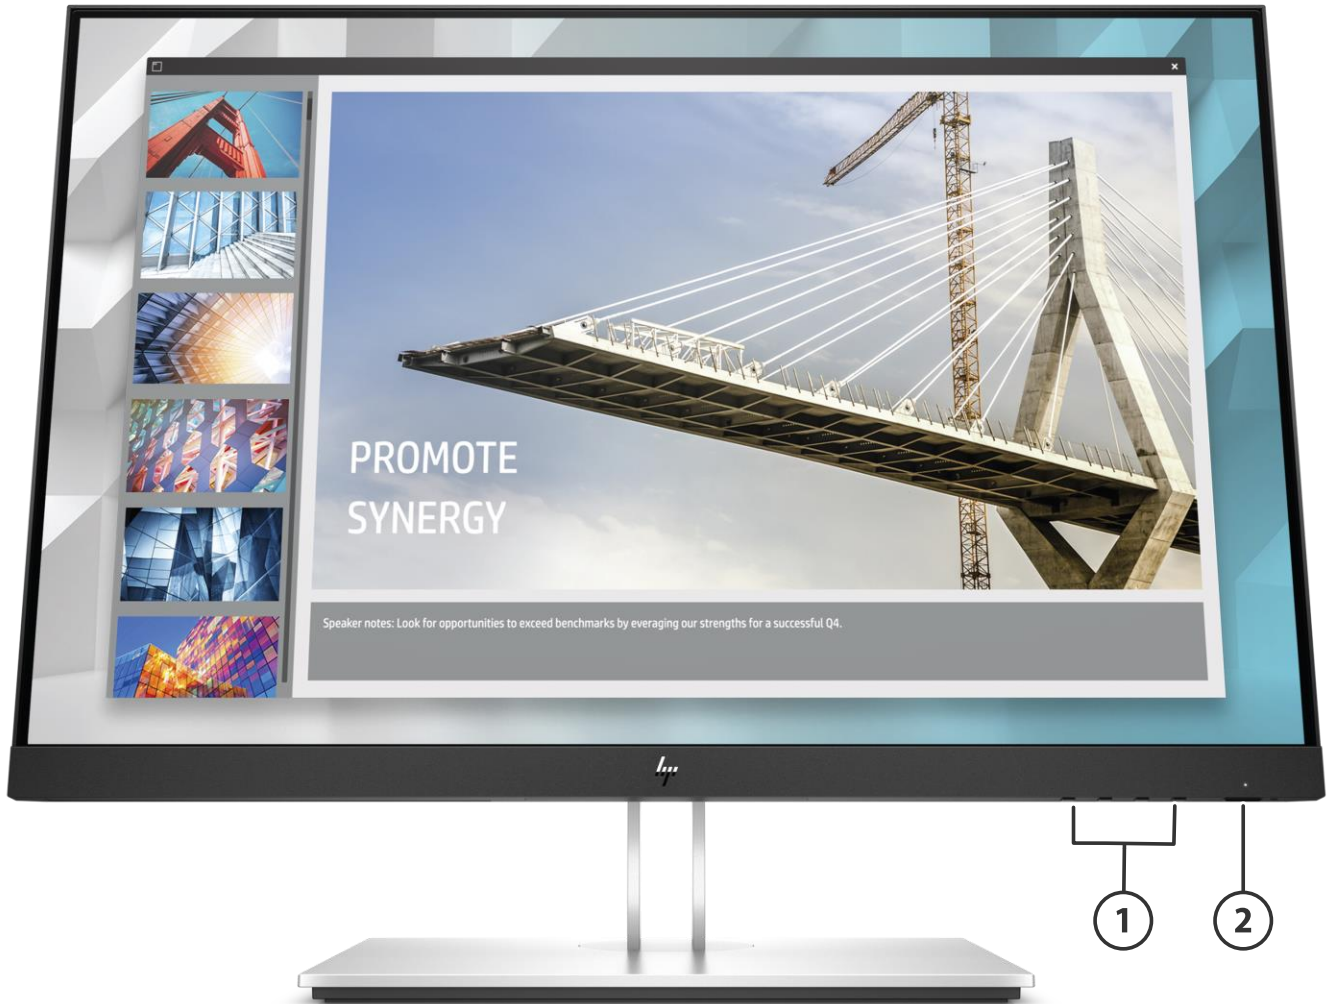 PROMOTE
SYNERGY
Speaker notes: Look for opportunities to exceed benchmarks by everaging our strengths for a successful Q4.
hp
1
2